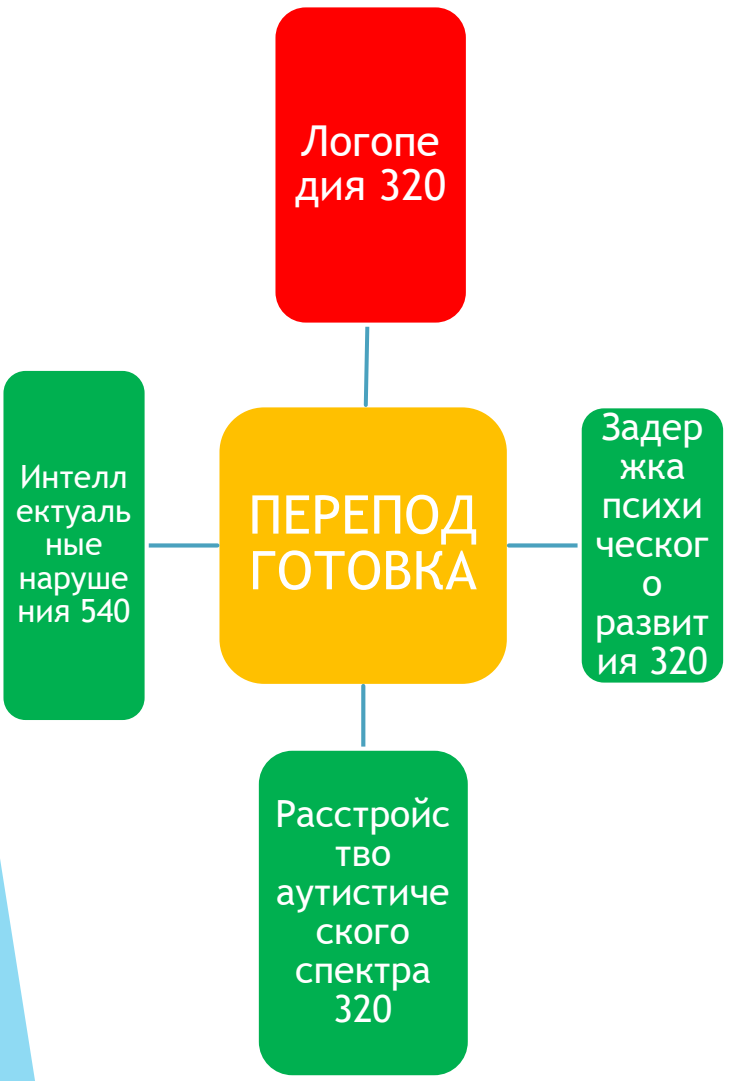 Логопе
дия 320
Интелл
ектуаль
ные
наруше
ния 540
ПЕРЕПОД
ГОТОВКА
Задер
жка
психи
ческог
о
развит
ия 320
Расстройс
тво
аутистиче
ского
спектра
320